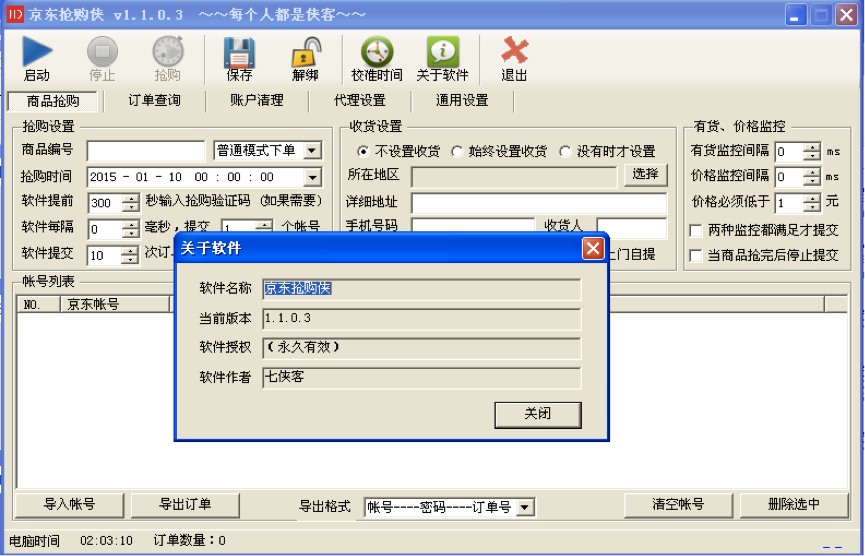 京东抢购侠 v1.1.0.3 ～～每个人都是侠客～～
启动 停止 抢购 保存 解绑 校准时间 关于软件 退出
商品抢购 订单查询 账户清理 代理设置 通用设置
抢购设置 收货设置 有货、价格监控
商品编号 普通模式下单 不设置收货 始终设置收货 没有时才设置 有货监控间隔 0 ms
抢购时间 2015 - 01 - 10 00 : 00 : 00 所在地区 选择 价格监控间隔 0 ms
软件提前 300 秒输入抢购验证码（如果需要） 详细地址 价格必须低于 1 元
软件每隔 0 毫秒，提交 1 个帐号 手机号码 收货人 两种监控都满足才提交
软件提交 10 次订 上门自提 当商品抢完后停止提交
帐号列表
NO. 京东帐号
关于软件
软件名称 京东抢购侠
当前版本 1.1.0.3
软件授权 （永久有效）
软件作者 七侠客
关闭
导入帐号 导出订单 导出格式 帐号----密码----订单号 清空帐号 删除选中
电脑时间 02:03:10 订单数量：0